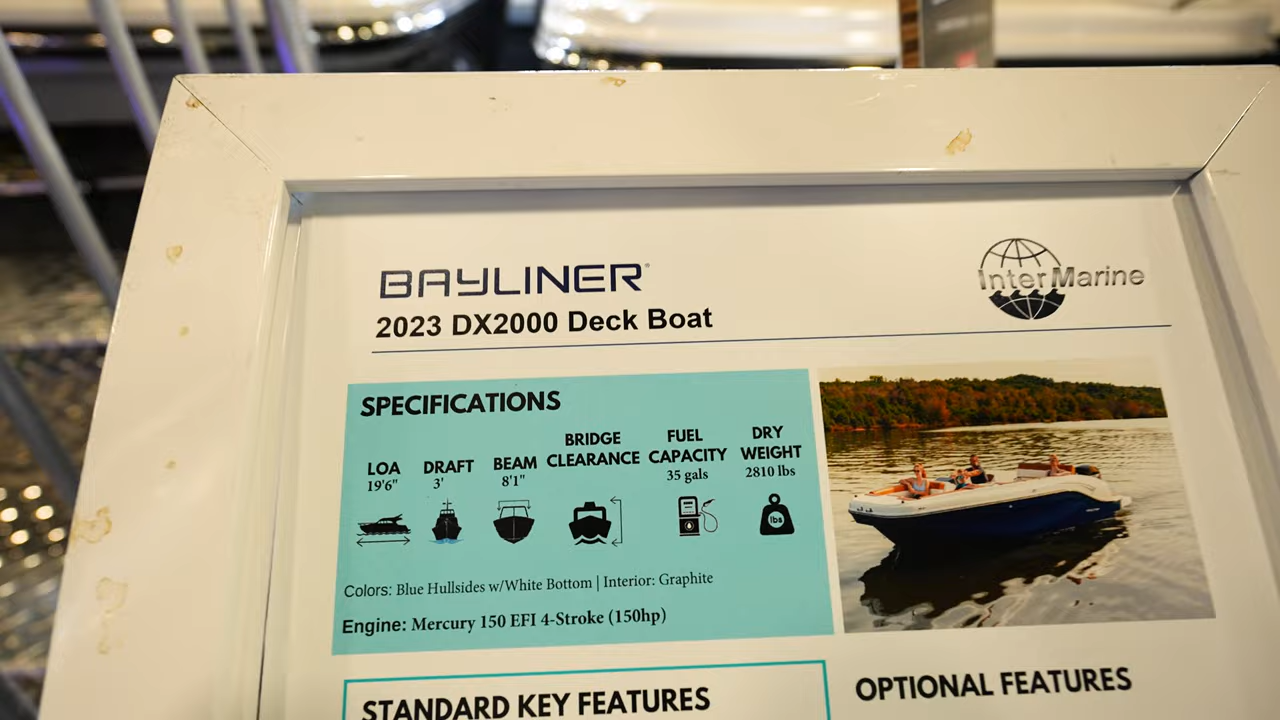 BAYLINER
InterMarine
2023 DX2000 Deck Boat
SPECIFICATIONS
LOA
19'6"
DRAFT
3'
BEAM
8'1"
BRIDGE
CLEARANCE
FUEL
CAPACITY
35 gals
DRY
WEIGHT
2810 lbs
lbs
Colors: Blue Hullsides w/White Bottom | Interior: Graphite
Engine: Mercury 150 EFI 4-Stroke (150hp)
STANDARD KEY FEATURES
OPTIONAL FEATURES